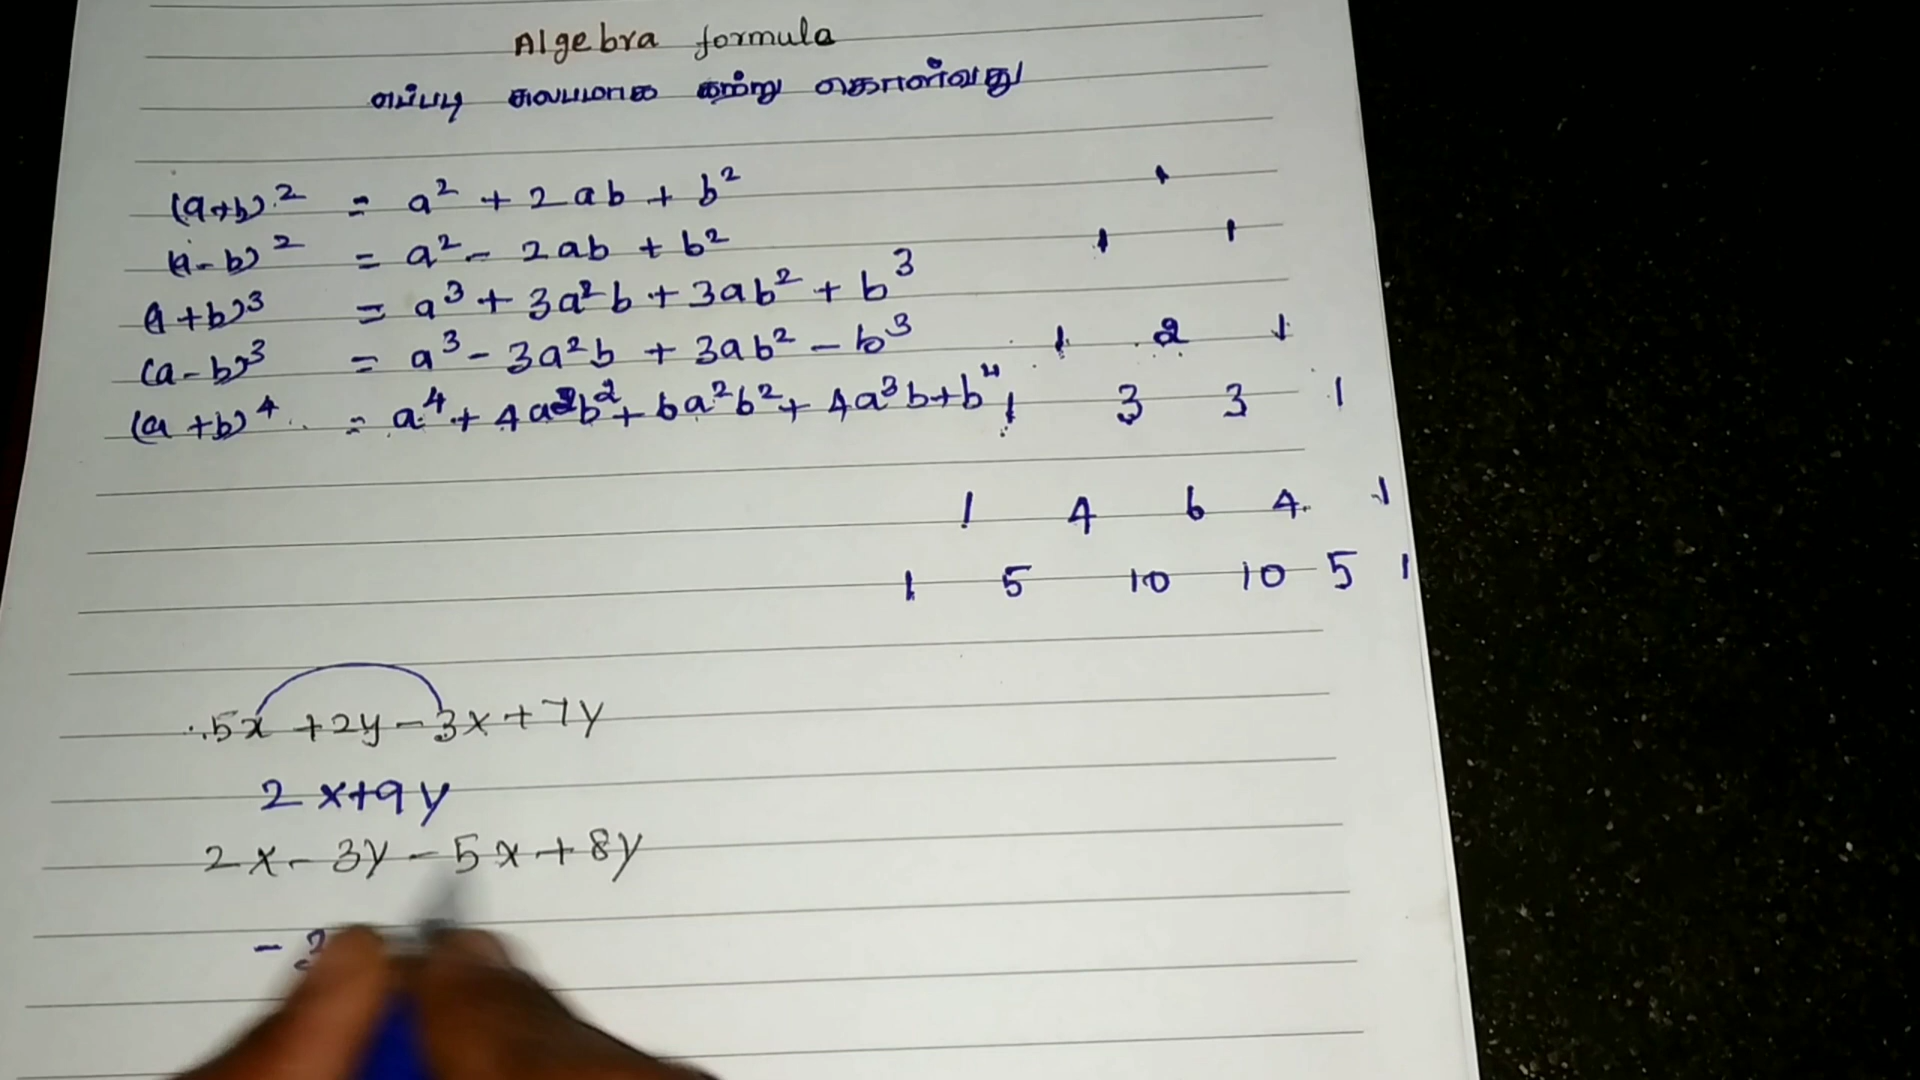 Algebra formula
எப்படி சுலபமாக கற்று கொள்வது
(a+b)² = a² + 2ab + b²
(a-b)² = a² - 2ab + b²
(a+b)³ = a³ + 3a²b + 3ab² + b³
(a-b)³ = a³ - 3a²b + 3ab² - b³
(a+b)⁴ = a⁴ + 4a³b² + 6a²b² + 4a³b + b⁴
1
1 1
1 2 1
1 3 3 1
1 4 6 4 1
1 5 10 10 5 1
5x + 2y - 3x + 7y
2x+9y
2x - 3y - 5x + 8y
- 3